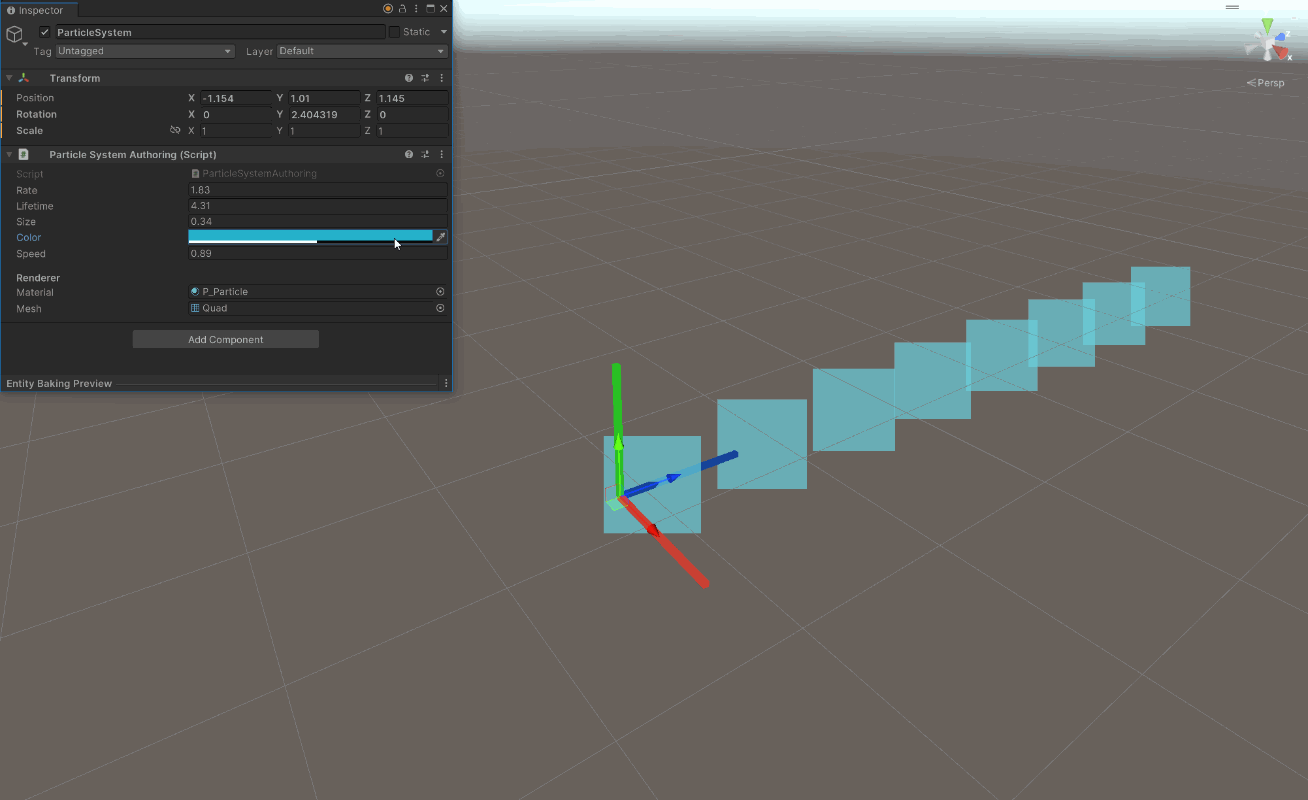 Inspector
ParticleSystem Static
Tag Untagged Layer Default
Transform
Position X -1.154 Y 1.01 Z 1.145
Rotation X 0 Y 2.404319 Z 0
Scale X 1 Y 1 Z 1
# Particle System Authoring (Script)
Script ParticleSystemAuthoring
Rate 1.83
Lifetime 4.31
Size 0.34
Color
Speed 0.89
Renderer
Material P_Particle
Mesh Quad
Add Component
Entity Baking Preview
z
x
Persp